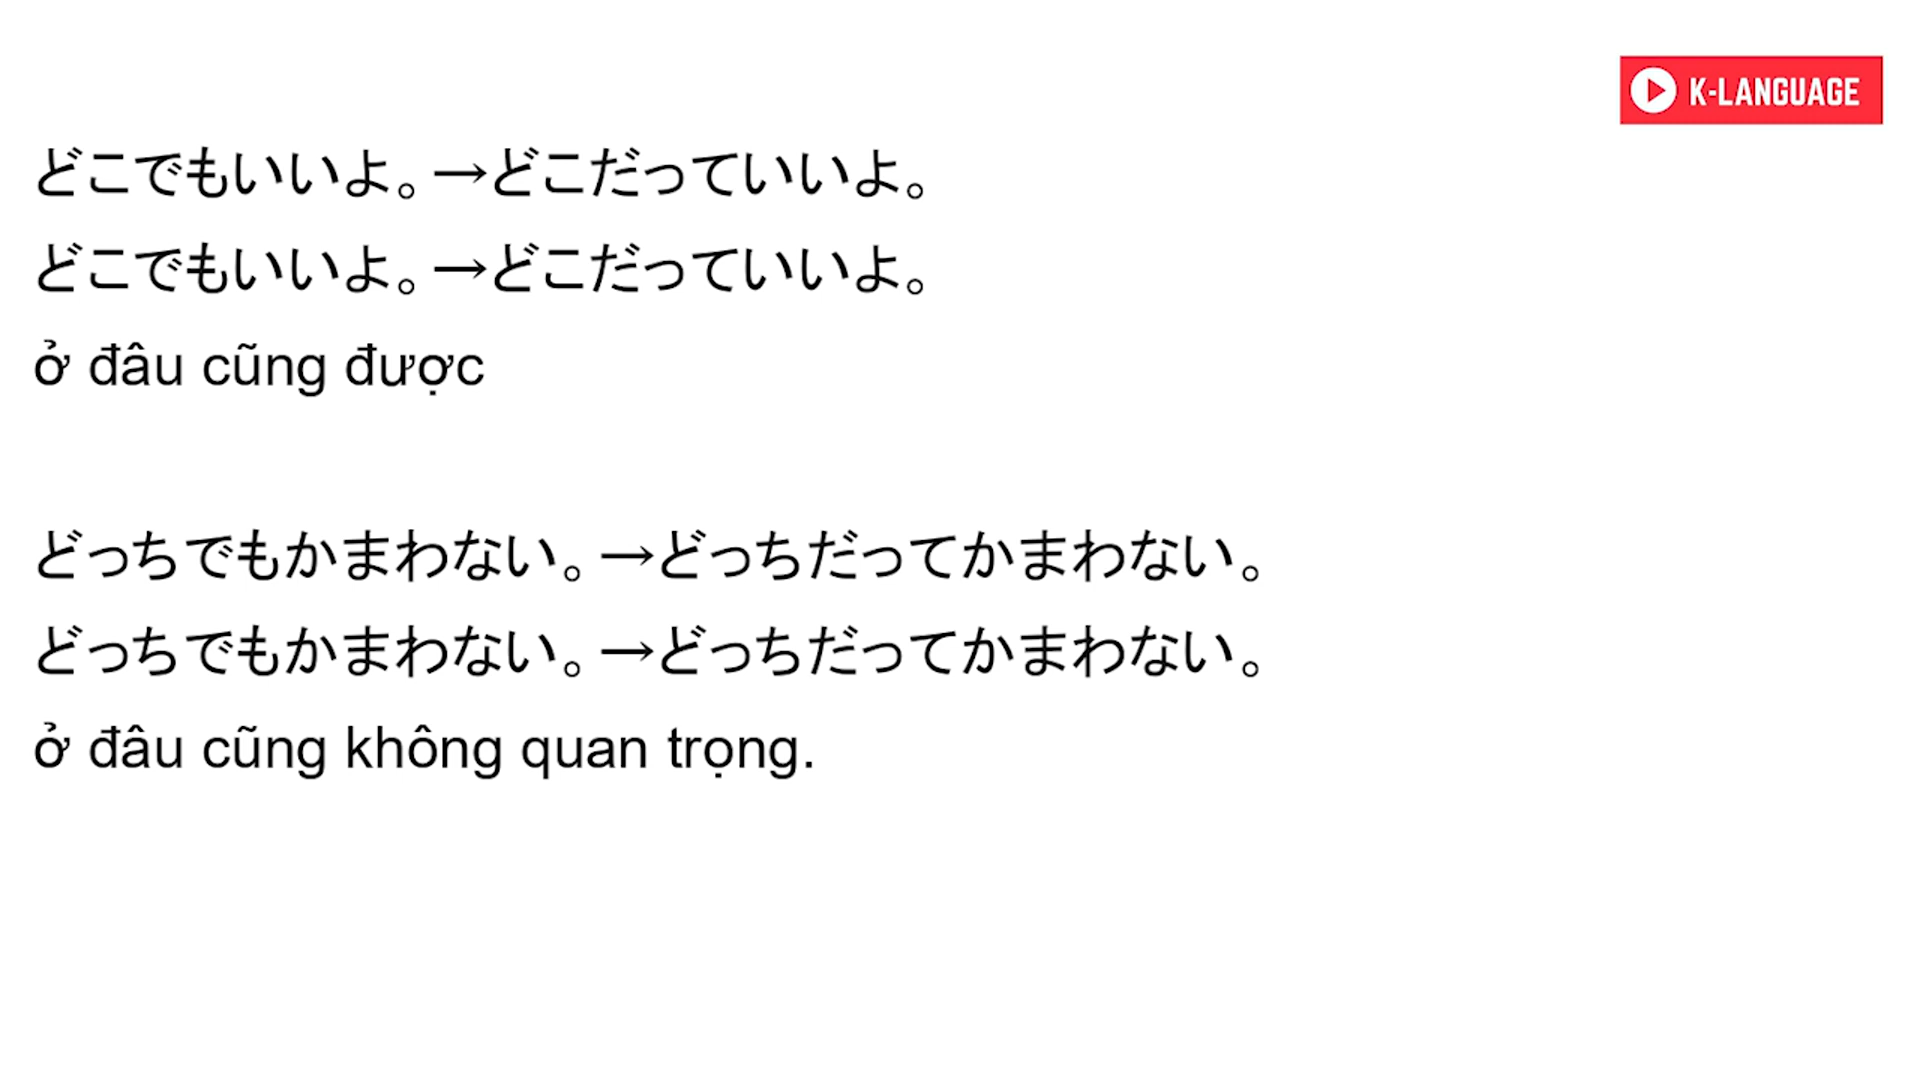 K-LANGUAGE
どこでもいいよ。→どこだっていいよ。
どこでもいいよ。→どこだっていいよ。
ở đâu cũng được
どっちでもかまわない。→どっちだってかまわない。
どっちでもかまわない。→どっちだってかまわない。
ở đâu cũng không quan trọng.